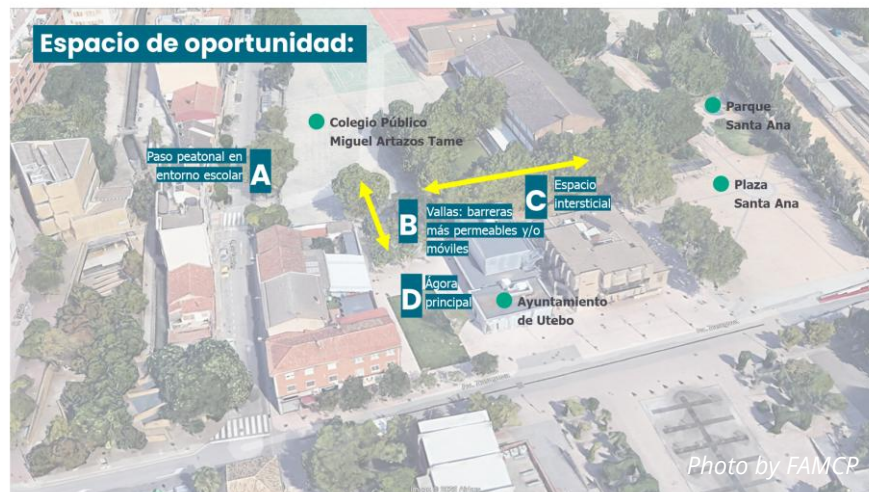 Espacio de oportunidad:
Colegio Público
Miguel Artazos Tame
Parque
Santa Ana
Paso peatonal en
entorno escolar
A
Plaza
Santa Ana
B
Vallas: barreras
más permeables y/o
móviles
C
Espacio
intersticial
D
Ágora
principal
Ayuntamiento
de Utebo
Photo by FAMCP